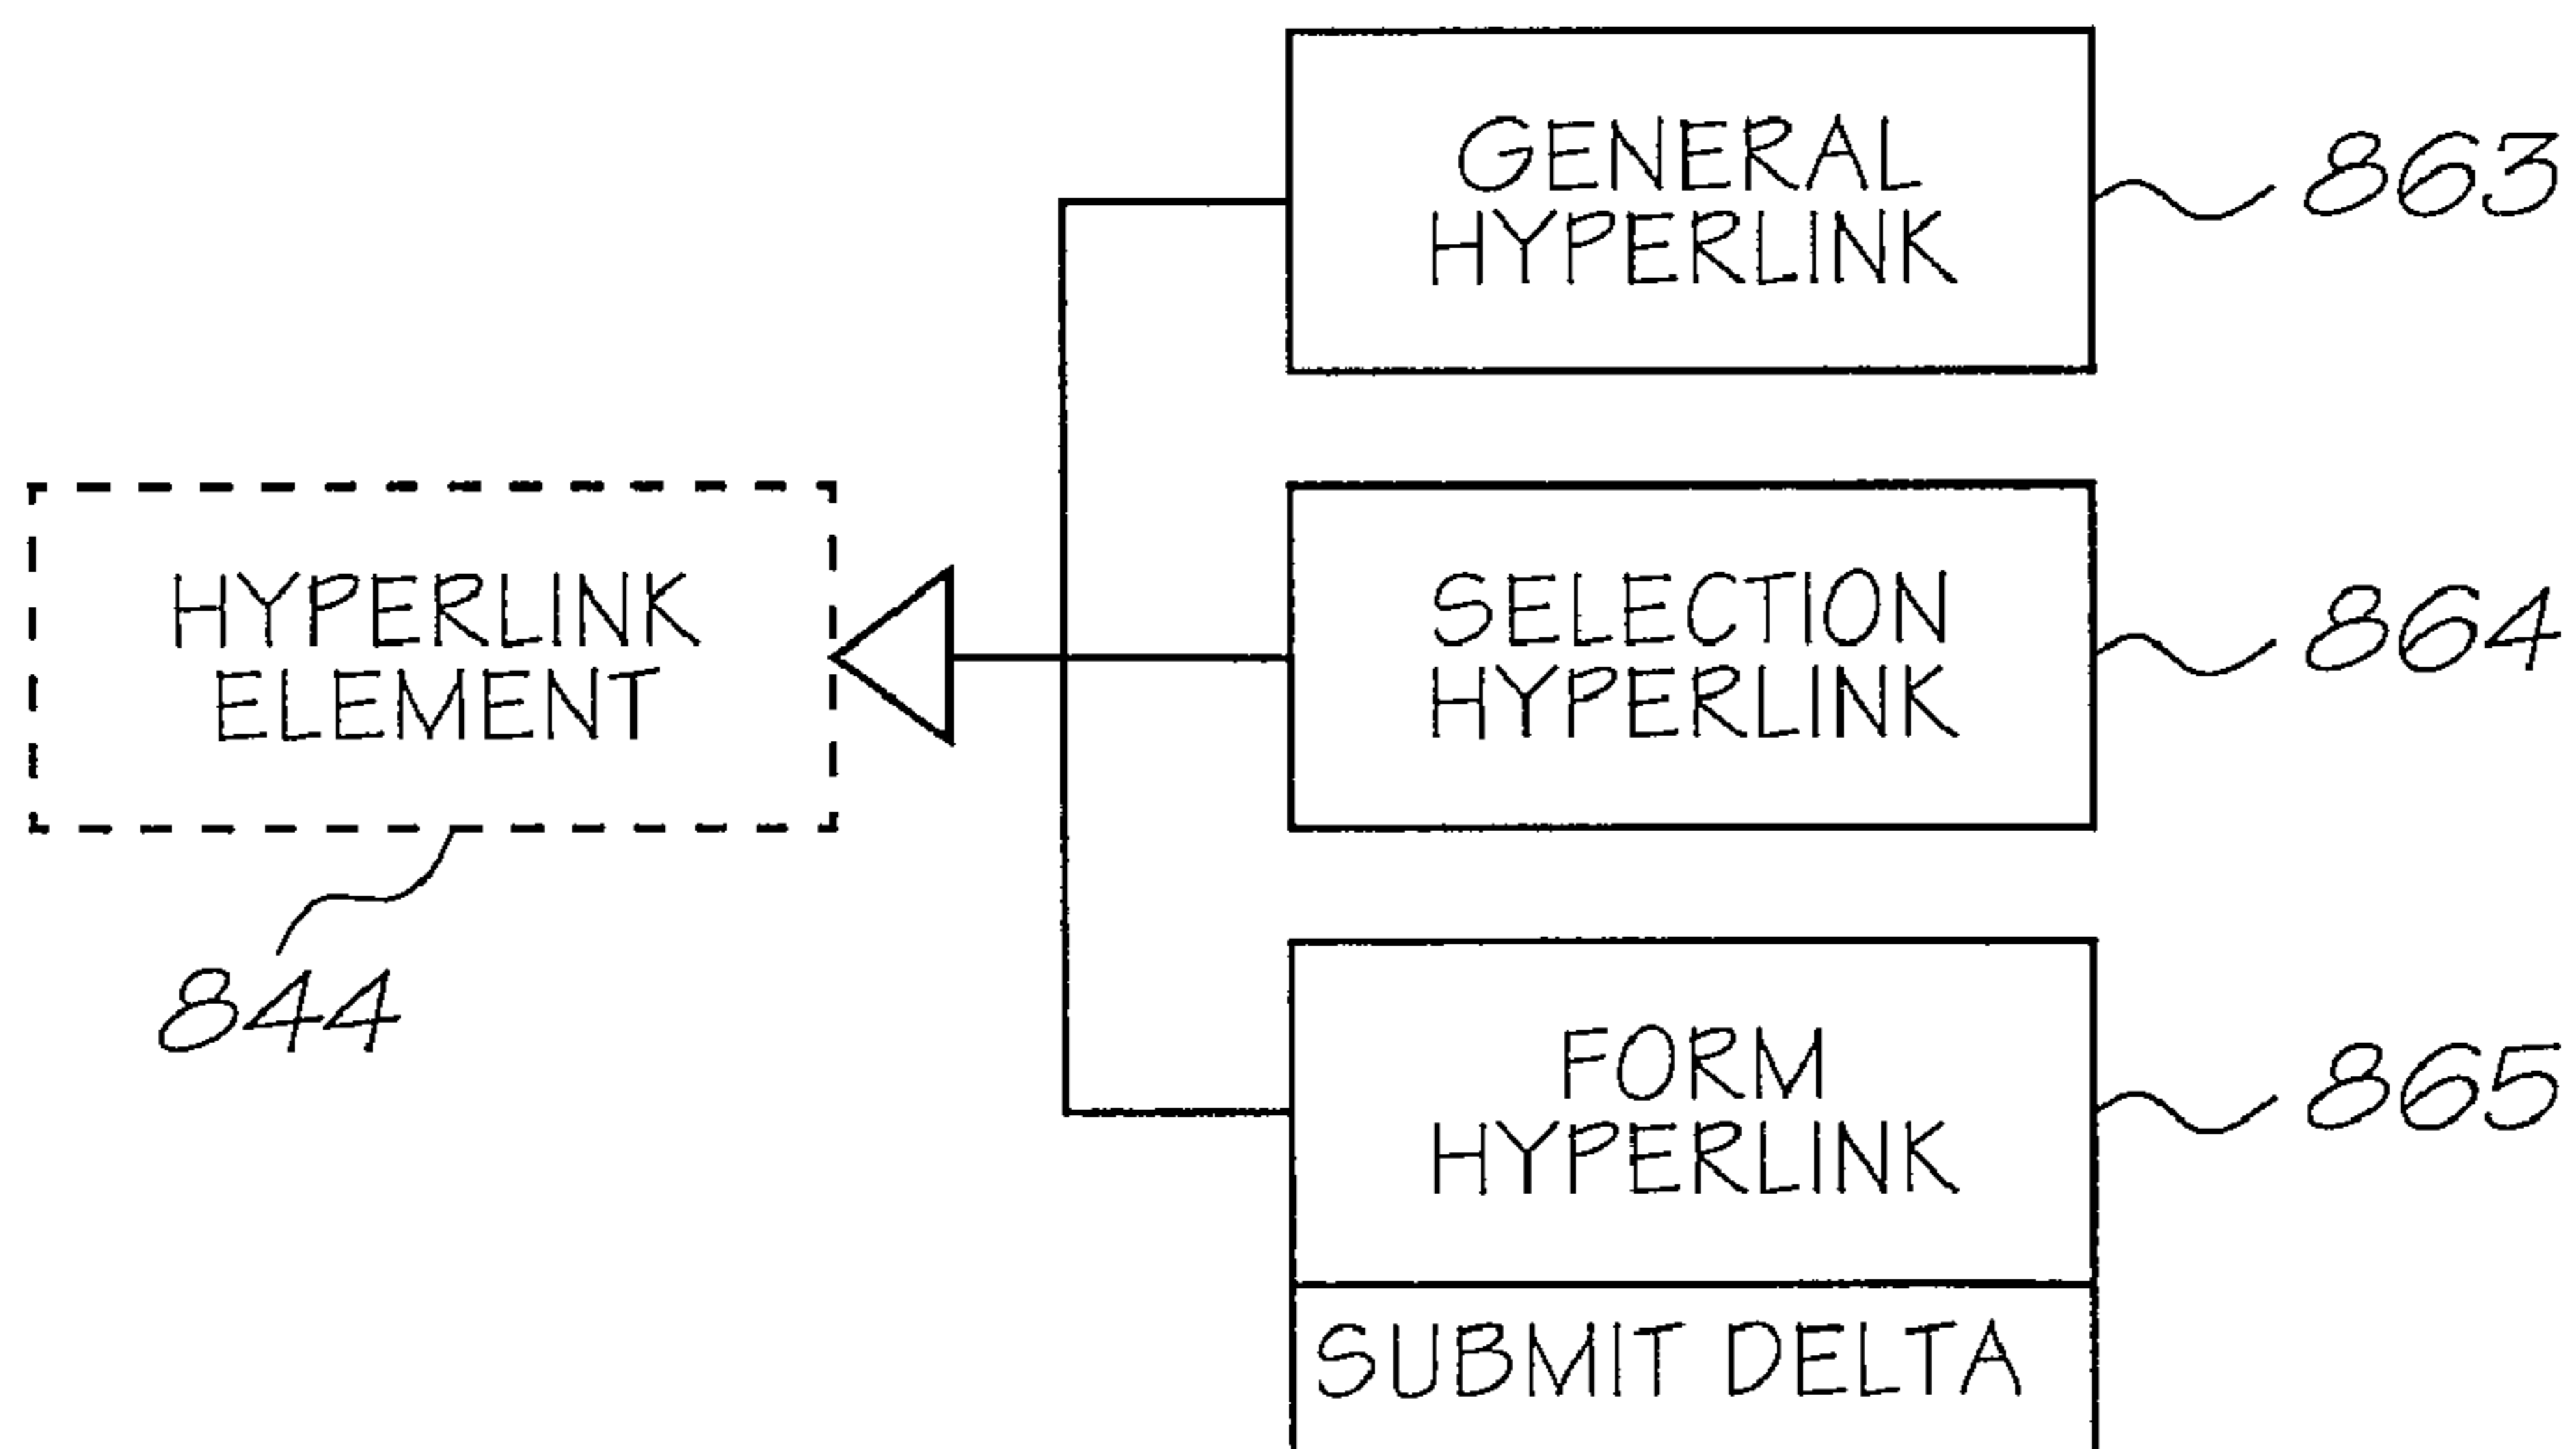 GENERAL
HYPERLINK
863
HYPERLINK
ELEMENT
844
SELECTION
HYPERLINK
864
FORM
HYPERLINK
865
SUBMIT DELTA